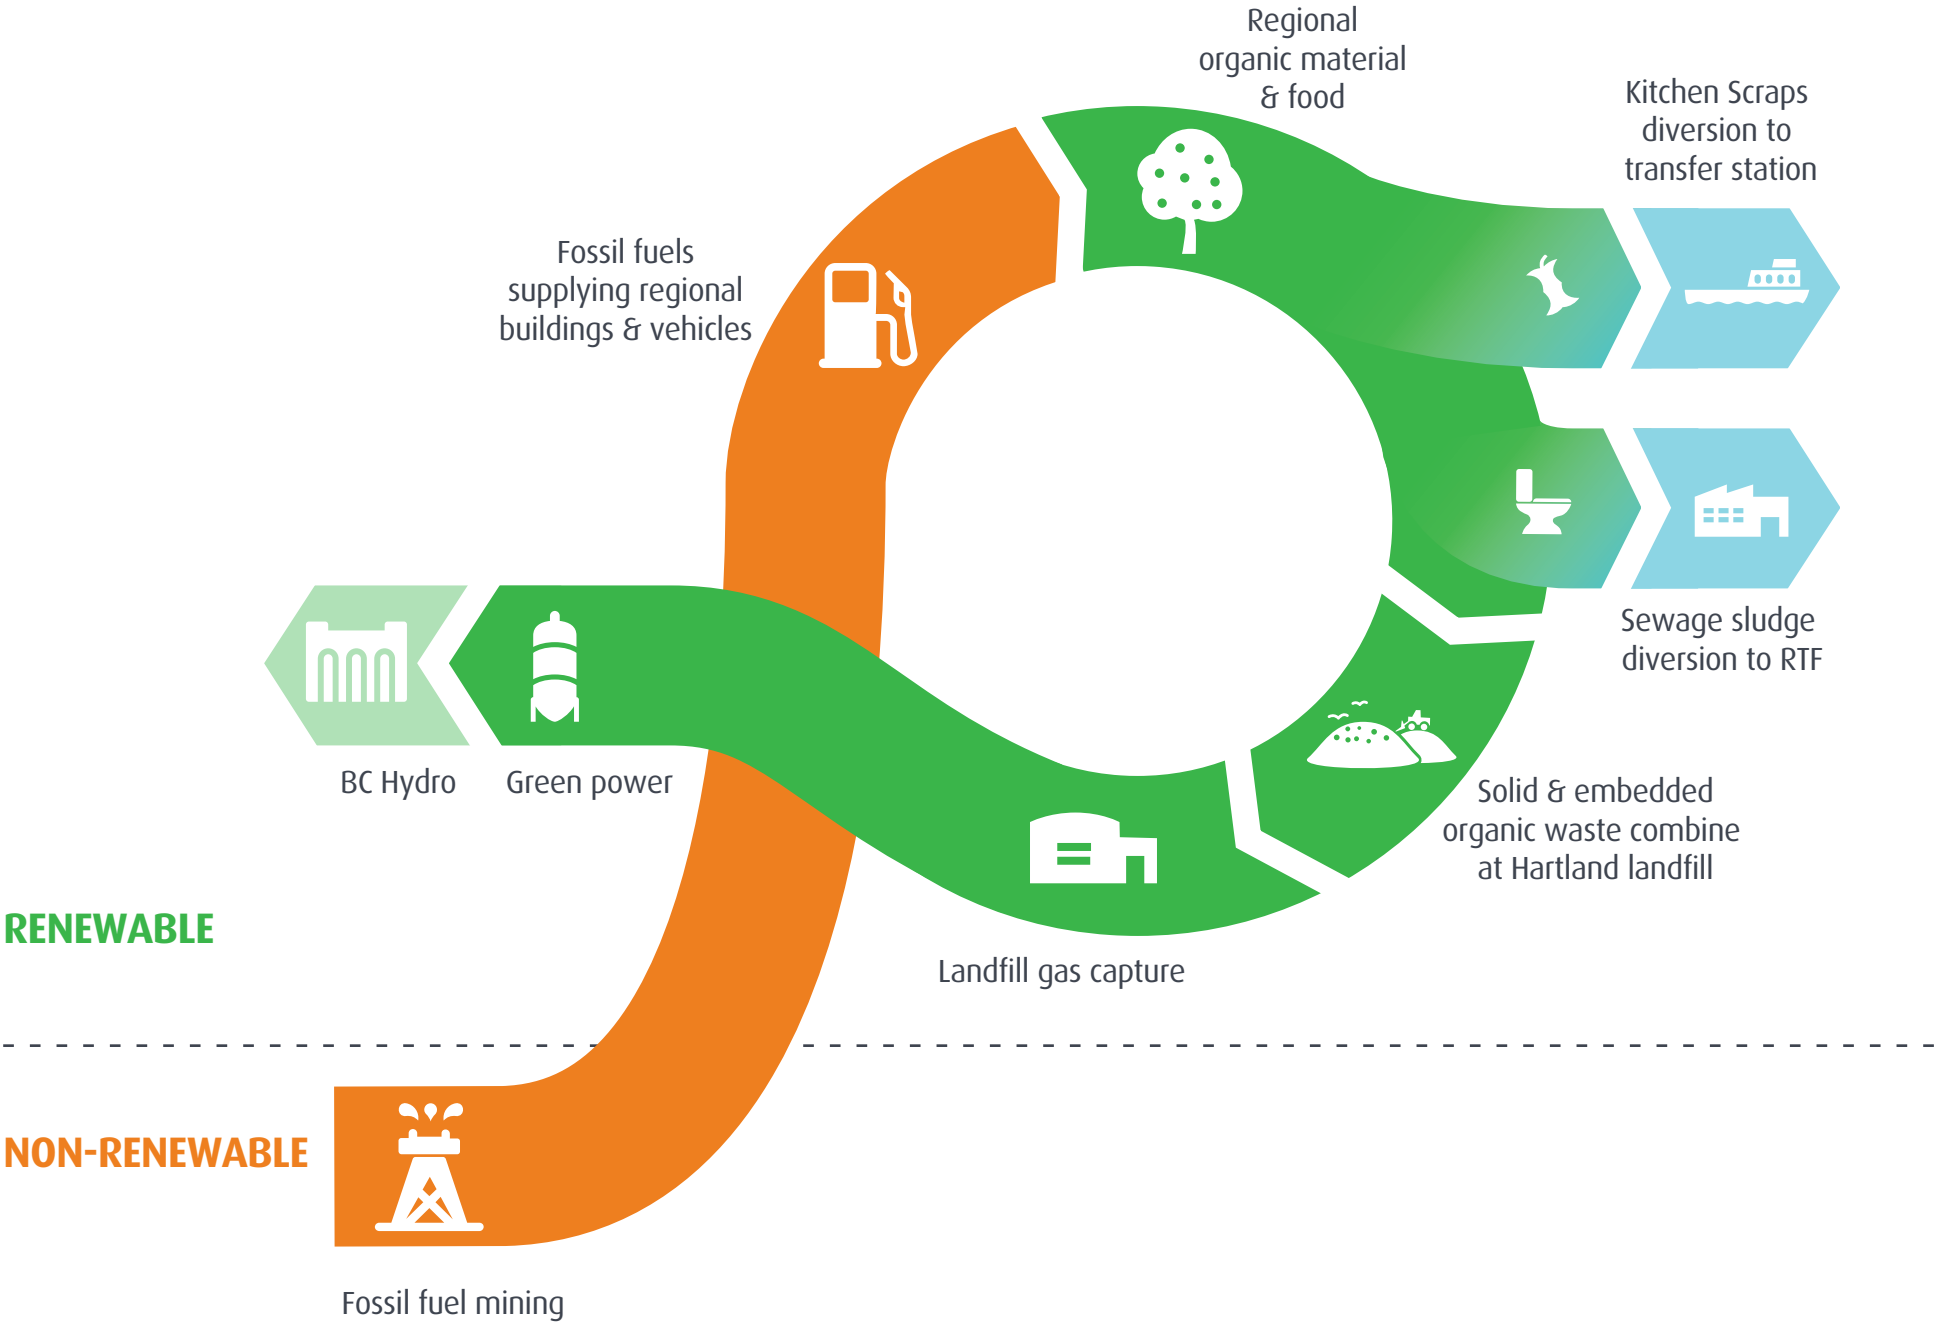 Regional
organic material
& food
Kitchen Scraps
diversion to
transfer station
Fossil fuels
supplying regional
buildings & vehicles
Sewage sludge
diversion to RTF
BC Hydro
Green power
Solid & embedded
organic waste combine
at Hartland landfill
Landfill gas capture
RENEWABLE
NON-RENEWABLE
Fossil fuel mining